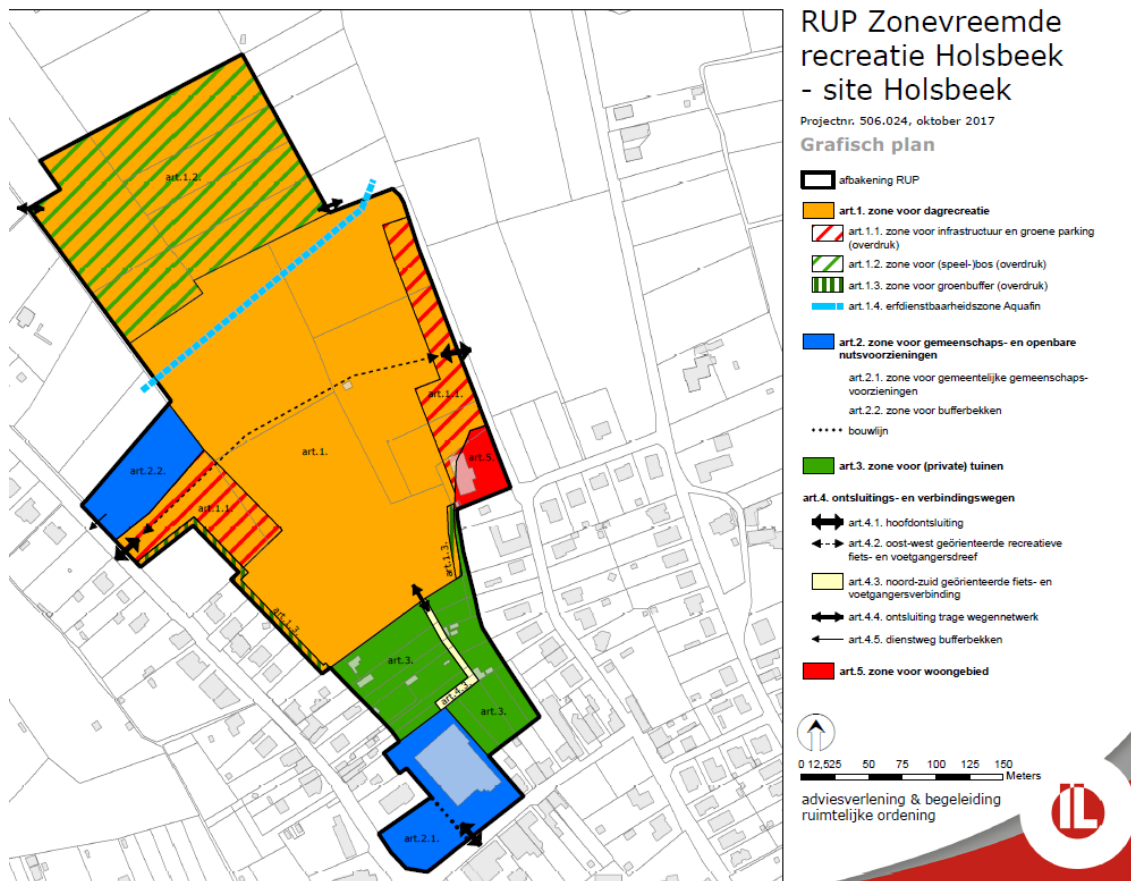 RUP Zonevreemde
recreatie Holsbeek
- site Holsbeek
Projectnr. 506.024, oktober 2017
Grafisch plan
afbakening RUP
art.1. zone voor dagrecreatie
art.1.1. zone voor infrastructuur en groene parking
(overdruk)
art.1.2. zone voor (speel-)bos (overdruk)
art.1.3. zone voor groenbuffer (overdruk)
art.1.4. erfdienstbaarheidszone Aquafin
art.2. zone voor gemeenschaps- en openbare
nutsvoorzieningen
art.2.1. zone voor gemeentelijke gemeenschaps-
voorzieningen
art.2.2. zone voor bufferbekken
bouwlijn
art.3. zone voor (private) tuinen
art.4. ontsluitings- en verbindingswegen
art.4.1. hoofdontsluiting
art.4.2. oost-west geörienteerde recreatieve
fiets- en voetgangersdreef
art.4.3. noord-zuid geörienteerde fiets- en
voetgangersverbinding
art.4.4. ontsluiting trage wegennetwerk
art.4.5. dienstweg bufferbekken
art.5. zone voor woongebied
0 12,525 50 75 100 125 150
Meters
adviesverlening & begeleiding
ruimtelijke ordening
IL
art.1.2.
art.1.1.
art.1.
art.5.
art.2.2.
art.1.1.
art.1.3.
art.1.3.
art.3.
art.4.3.
art.3.
art.2.1.